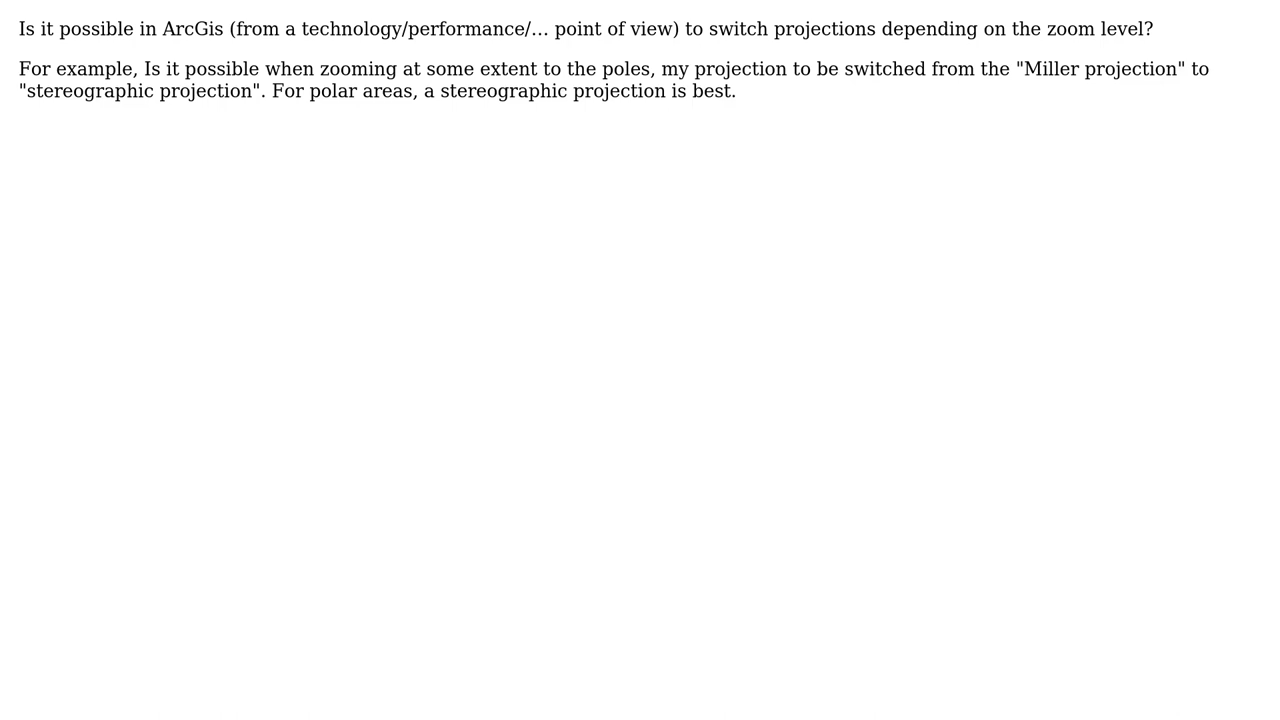 Is it possible in ArcGis (from a technology/performance/... point of view) to switch projections depending on the zoom level?
For example, Is it possible when zooming at some extent to the poles, my projection to be switched from the "Miller projection" to
"stereographic projection". For polar areas, a stereographic projection is best.